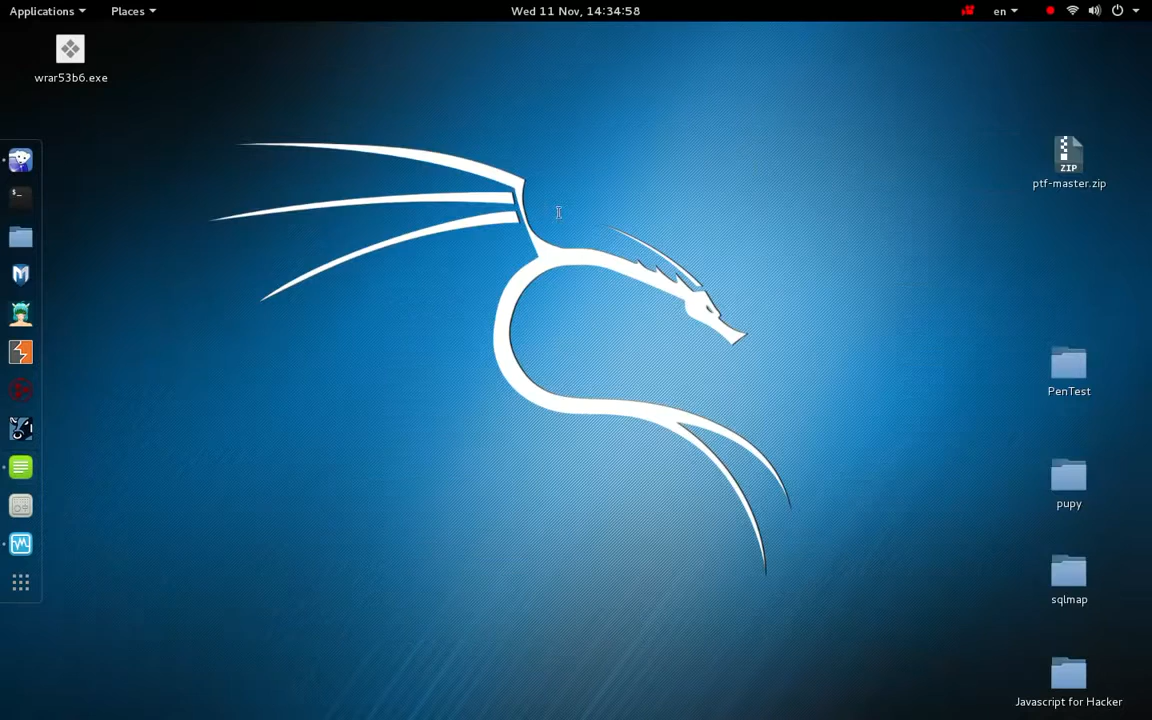 Applications Places Wed 11 Nov, 14:34:58 en
wrar53b6.exe
ZIP
ptf-master.zip
$_
PenTest
pupy
sqlmap
Javascript for Hacker